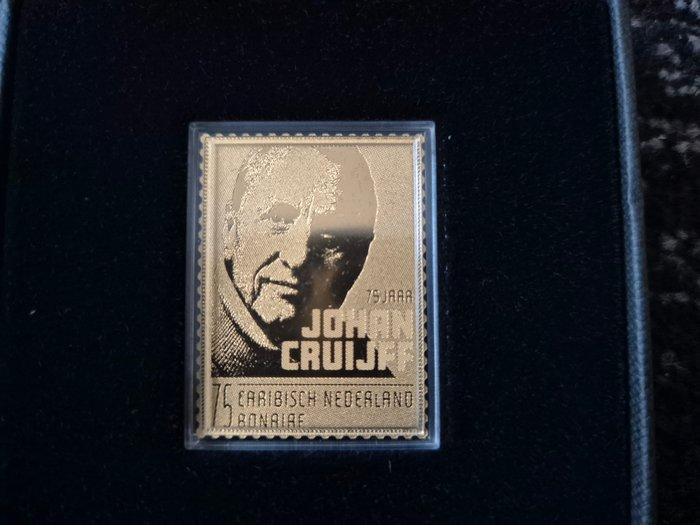 75 JAAR
JOHAN
CRUIJFF
75 CARIBISCH NEDERLAND
BONAIRE